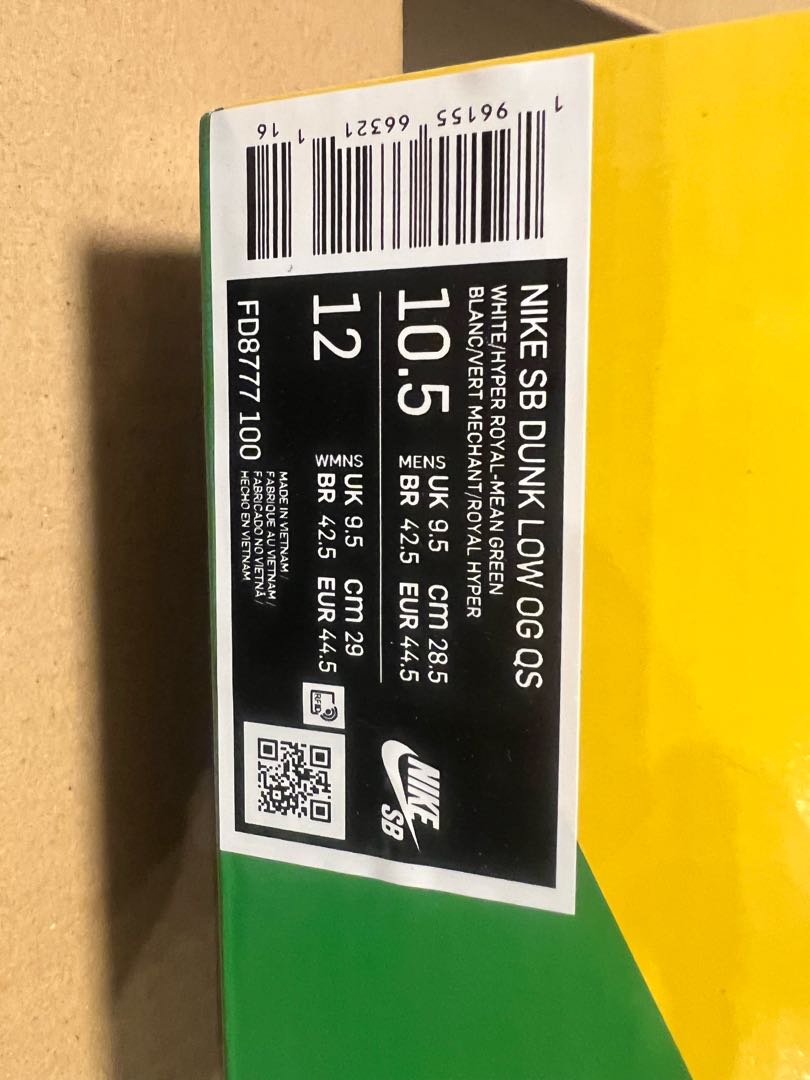 NIKE SB DUNK LOW OG QS
WHITE/HYPER ROYAL-MEAN GREEN
BLANC/VERT MECHANT/ROYAL HYPER
10.5
MENS
UK 9.5 cm 28.5
BR 42.5 EUR 44.5
12
WMNS
UK 9.5 cm 29
BR 42.5 EUR 44.5
FD8777 100
MADE IN VIETNAM /
FABRIQUE AU VIETNAM /
FABRICADO NO VIETNÃ /
HECHO EN VIETNAM
RFID
NIKE
SB
1 96155 66321 1 16